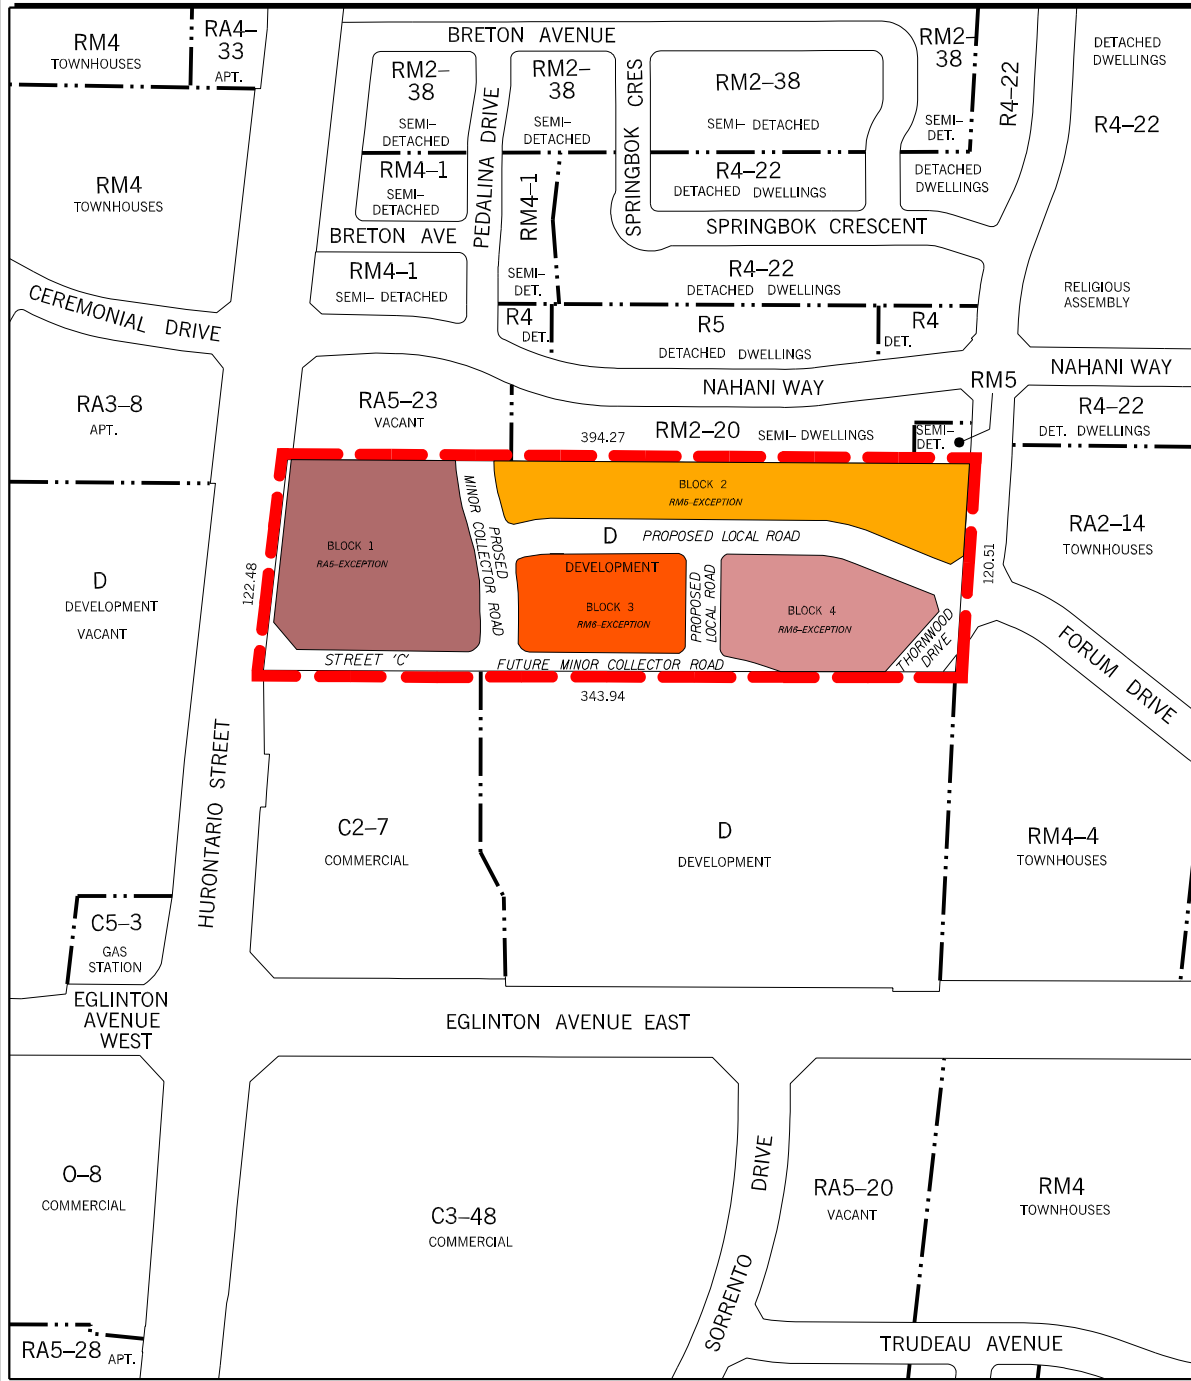 RM4
TOWNHOUSES
RA4–
33
APT.
BRETON AVENUE
RM2–
38
DETACHED
DWELLINGS
RM2–
38
SEMI–
DETACHED
RM2–
38
SEMI–
DETACHED
RM2–38
SEMI– DETACHED
SEMI–
DET.
R4–22
R4–22
PEDALINA DRIVE
SPRINGBOK CRES
RM4
TOWNHOUSES
RM4–1
SEMI–
DETACHED
RM4–1
SEMI–
DET.
R4–22
DETACHED DWELLINGS
DETACHED
DWELLINGS
BRETON AVE
SPRINGBOK CRESCENT
RM4–1
SEMI– DETACHED
R4–22
DETACHED DWELLINGS
RELIGIOUS
ASSEMBLY
CEREMONIAL DRIVE
R4
DET.
R5
DETACHED DWELLINGS
R4
DET.
NAHANI WAY
NAHANI WAY
RM5
RA3–8
APT.
RA5–23
VACANT
RM2–20
SEMI– DWELLINGS
SEMI–
DET.
R4–22
DET. DWELLINGS
394.27
BLOCK 2
RM6–EXCEPTION
MINOR COLLECTOR ROAD
PROSED
D
PROPOSED LOCAL ROAD
DEVELOPMENT
BLOCK 1
RA5–EXCEPTION
BLOCK 3
RM6–EXCEPTION
PROPOSED
LOCAL ROAD
BLOCK 4
RM6–EXCEPTION
THORNWOOD
DRIVE
122.48
120.51
RA2–14
TOWNHOUSES
D
DEVELOPMENT
VACANT
STREET 'C'
FUTURE MINOR COLLECTOR ROAD
343.94
FORUM DRIVE
HURONTARIO STREET
C2–7
COMMERCIAL
D
DEVELOPMENT
RM4–4
TOWNHOUSES
C5–3
GAS
STATION
EGLINTON
AVENUE
WEST
EGLINTON AVENUE EAST
O–8
COMMERCIAL
C3–48
COMMERCIAL
SORRENTO DRIVE
RA5–20
VACANT
RM4
TOWNHOUSES
RA5–28
APT.
TRUDEAU AVENUE